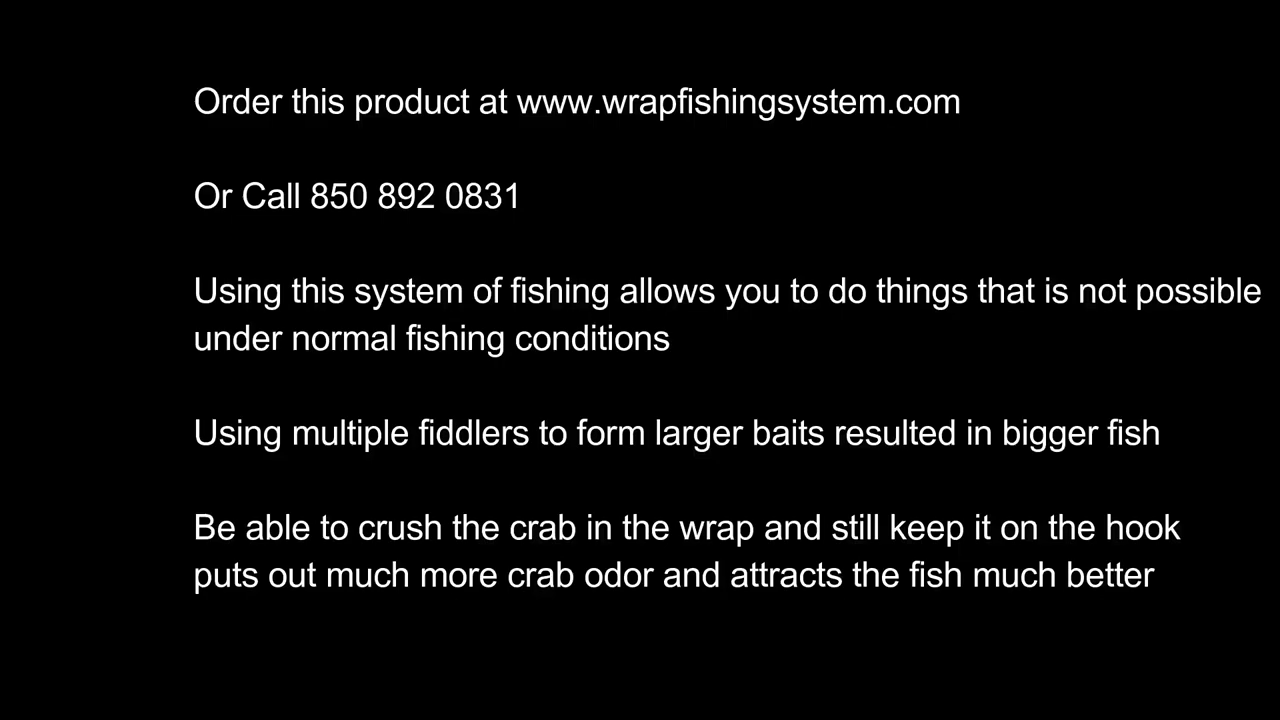 Order this product at www.wrapfishingsystem.com
Or Call 850 892 0831
Using this system of fishing allows you to do things that is not possible
under normal fishing conditions
Using multiple fiddlers to form larger baits resulted in bigger fish
Be able to crush the crab in the wrap and still keep it on the hook
puts out much more crab odor and attracts the fish much better